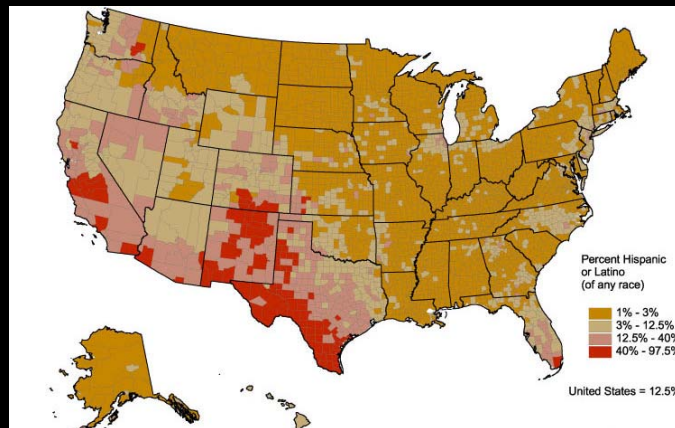 Percent Hispanic
or Latino
(of any race)
1% - 3%
3% - 12.5%
12.5% - 40%
40% - 97.5%
United States = 12.5%